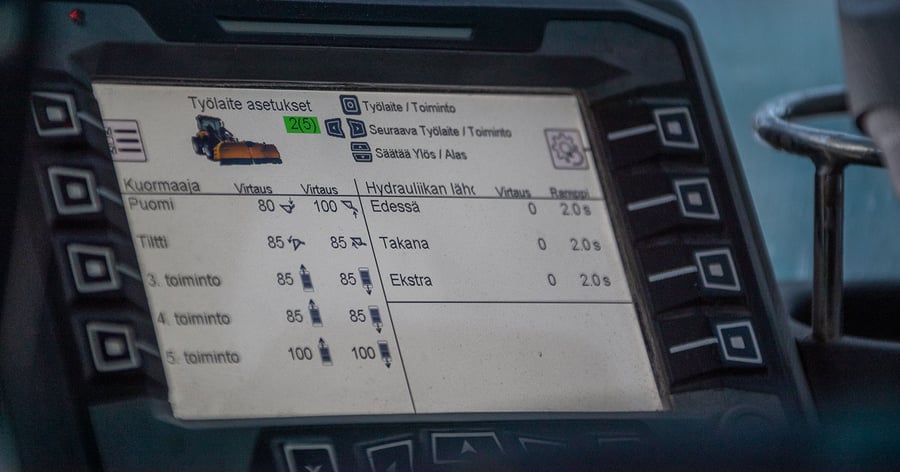 Työlaite asetukset
2(5)
Työlaite / Toiminto
Seuraava Työlaite / Toiminto
Säätää Ylös / Alas
Kuormaaja Virtaus Virtaus
Puomi 80 100
Tiltti 85 85
3. toiminto 85 85
4. toiminto 85 85
5. toiminto 100 100
Hydrauliikan lähc Virtaus Ramppi
Edessä 0 2.0 s
Takana 0 2.0 s
Ekstra 0 2.0 s